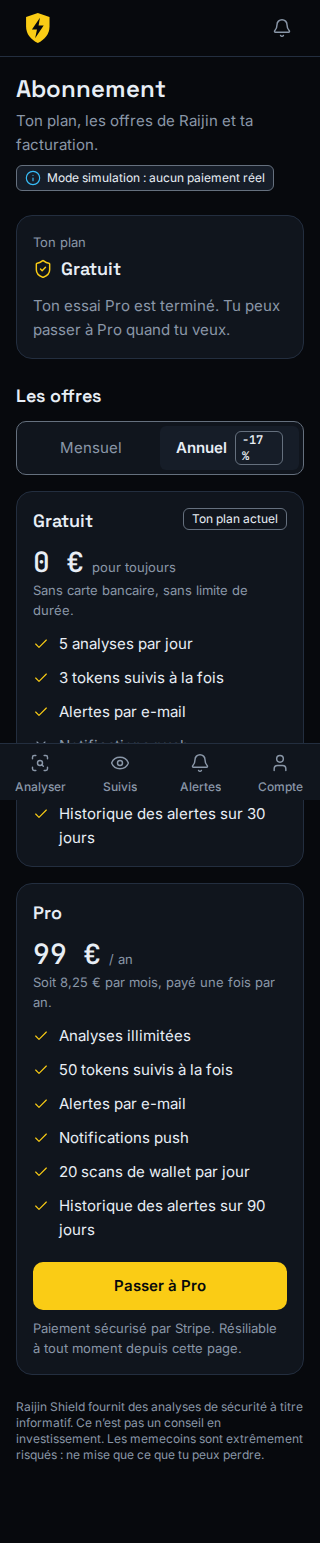 Abonnement
Ton plan, les offres de Raijin et ta
facturation.
Mode simulation : aucun paiement réel
Ton plan
Gratuit
Ton essai Pro est terminé. Tu peux
passer à Pro quand tu veux.
Les offres
Mensuel
Annuel
-17
%
Gratuit
Ton plan actuel
0 € pour toujours
Sans carte bancaire, sans limite de
durée.
5 analyses par jour
3 tokens suivis à la fois
Alertes par e-mail
Analyser
Suivis
Alertes
Compte
Historique des alertes sur 30
jours
Pro
99 € / an
Soit 8,25 € par mois, payé une fois par
an.
Analyses illimitées
50 tokens suivis à la fois
Alertes par e-mail
Notifications push
20 scans de wallet par jour
Historique des alertes sur 90
jours
Passer à Pro
Paiement sécurisé par Stripe. Résiliable
à tout moment depuis cette page.
Raijin Shield fournit des analyses de sécurité à titre
informatif. Ce n’est pas un conseil en
investissement. Les memecoins sont extrêmement
risqués : ne mise que ce que tu peux perdre.